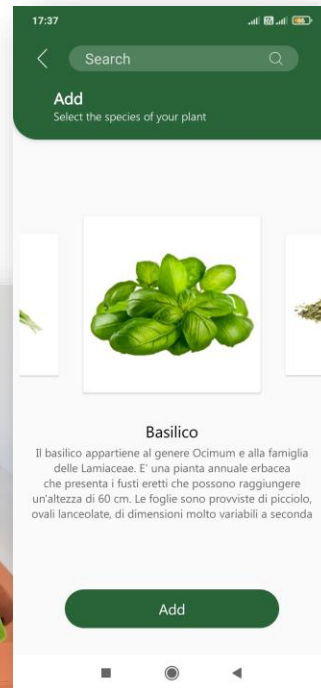 17:37
Search
Add
Select the species of your plant
Basilico
Il basilico appartiene al genere Ocimum e alla famiglia
delle Lamiaceae. E' una pianta annuale erbacea
che presenta i fusti eretti che possono raggiungere
un'altezza di 60 cm. Le foglie sono provviste di picciolo,
ovali lanceolate, di dimensioni molto variabili a seconda
Add